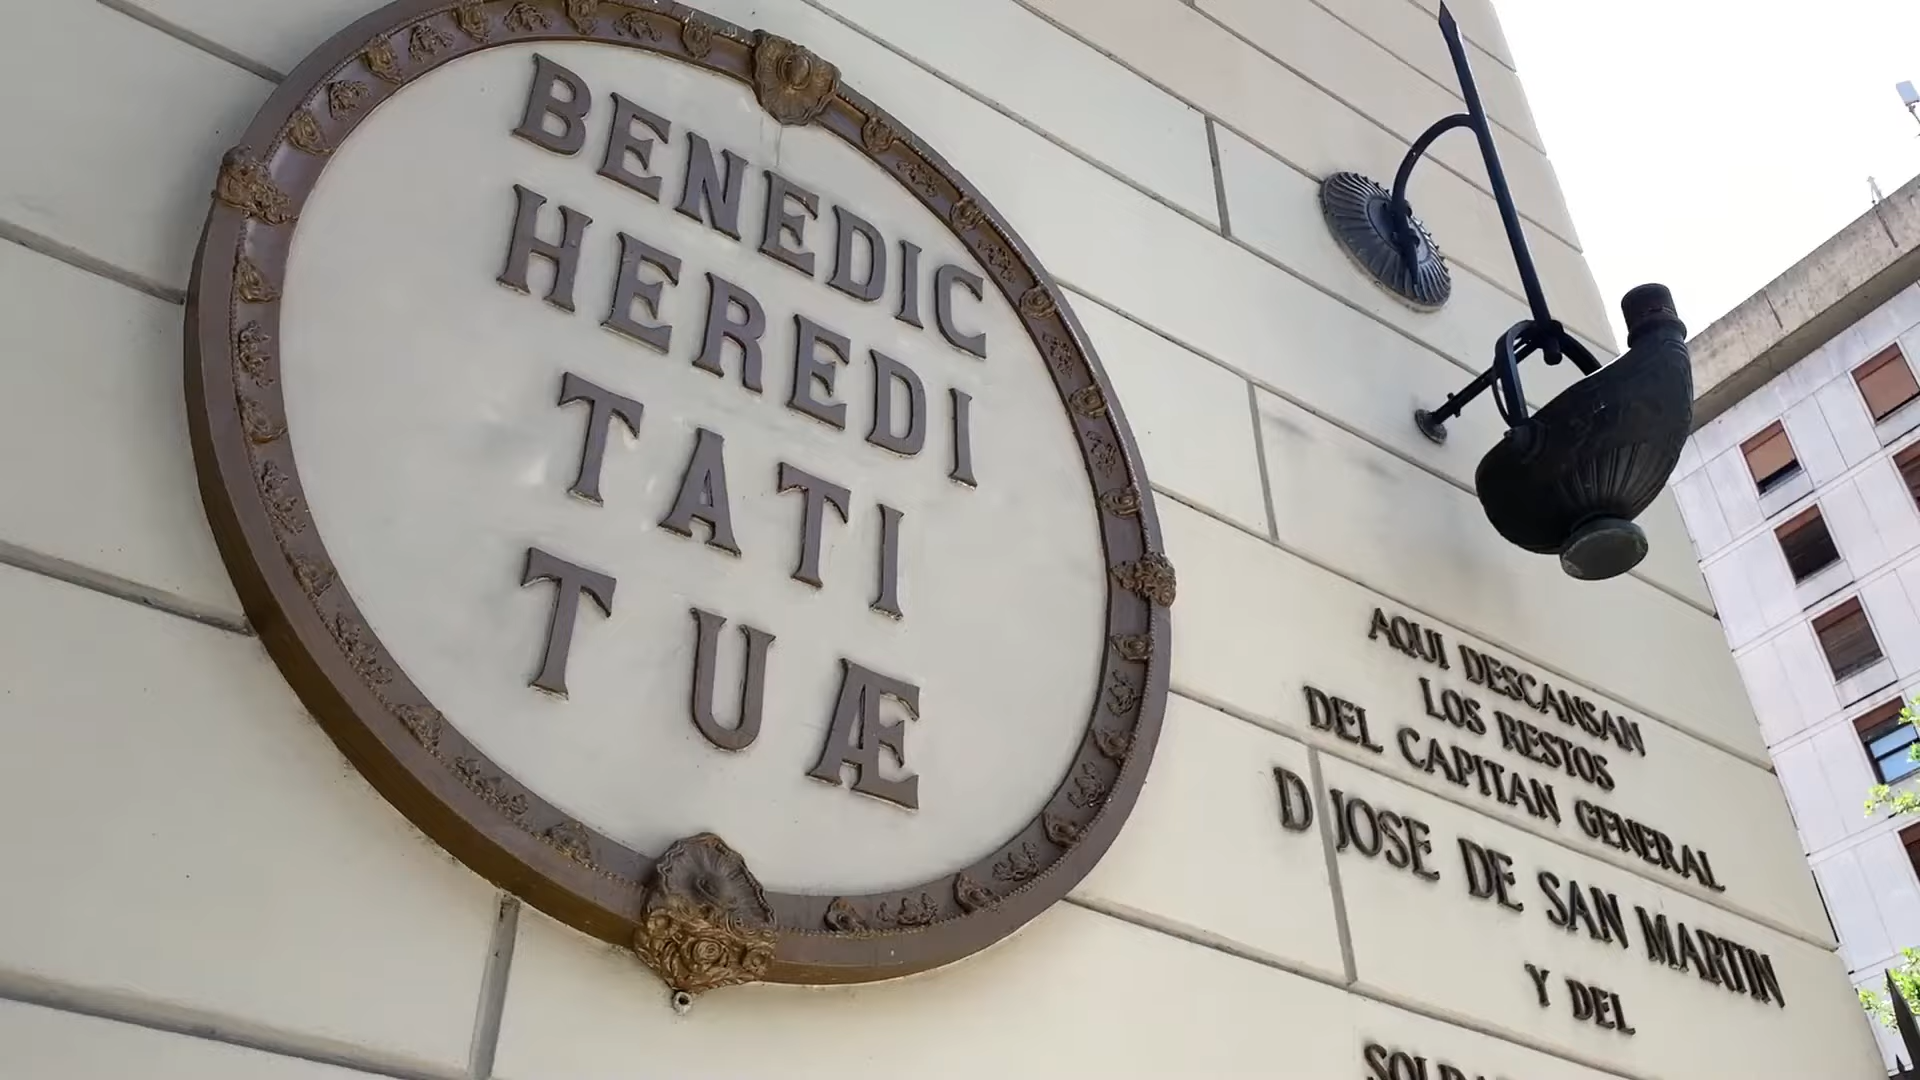 BENEDIC
HEREDI
TATI
TUÆ
AQUI DESCANSAN
LOS RESTOS
DEL CAPITAN GENERAL
D JOSE DE SAN MARTIN
Y DEL